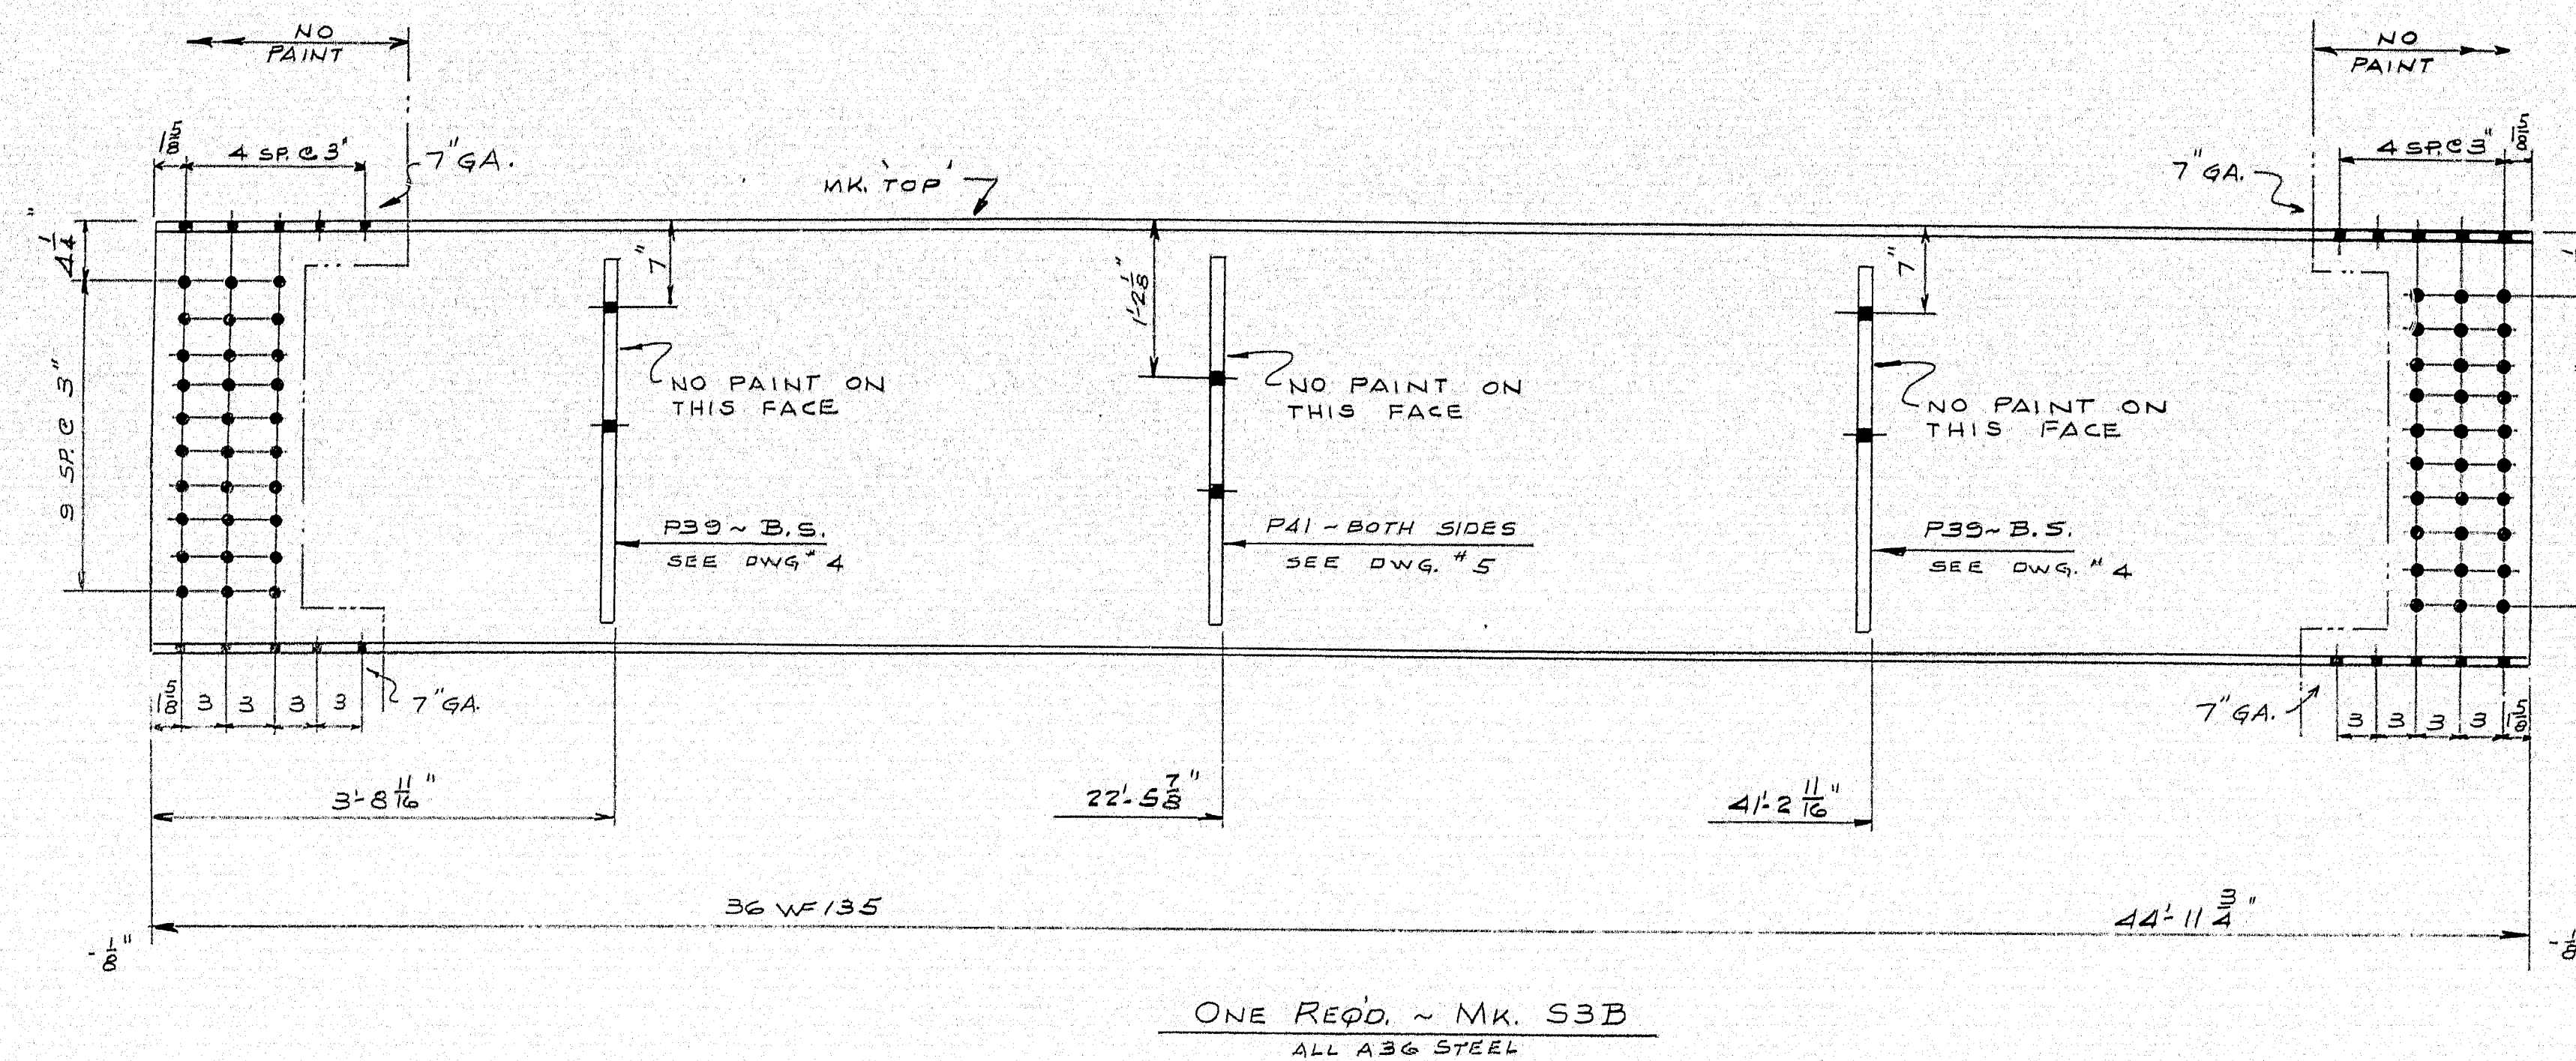 NO
PAINT
NO
PAINT
1 5/8
4 SP. @ 3"
7" GA.
MK. 'TOP'
7" GA.
4 SP. @ 3"
1 5/8
4 1/4
"
7"
1'-2 1/8"
7"
9 SP. @ 3"
NO PAINT ON
THIS FACE
NO PAINT ON
THIS FACE
NO PAINT ON
THIS FACE
P39 ~ B.S.
SEE DWG # 4
P41 ~ BOTH SIDES
SEE DWG. # 5
P39 ~ B.S.
SEE DWG. # 4
1 5/8 3 3 3 3
7" GA.
7" GA.
3 3 3 3 1 5/8
3'-8 11/16"
22'-5 7/8"
41'-2 11/16"
36 WF 135
44'-11 3/4"
-1/8"
-1/8
ONE REQ'D. ~ MK. S3B
ALL A36 STEEL